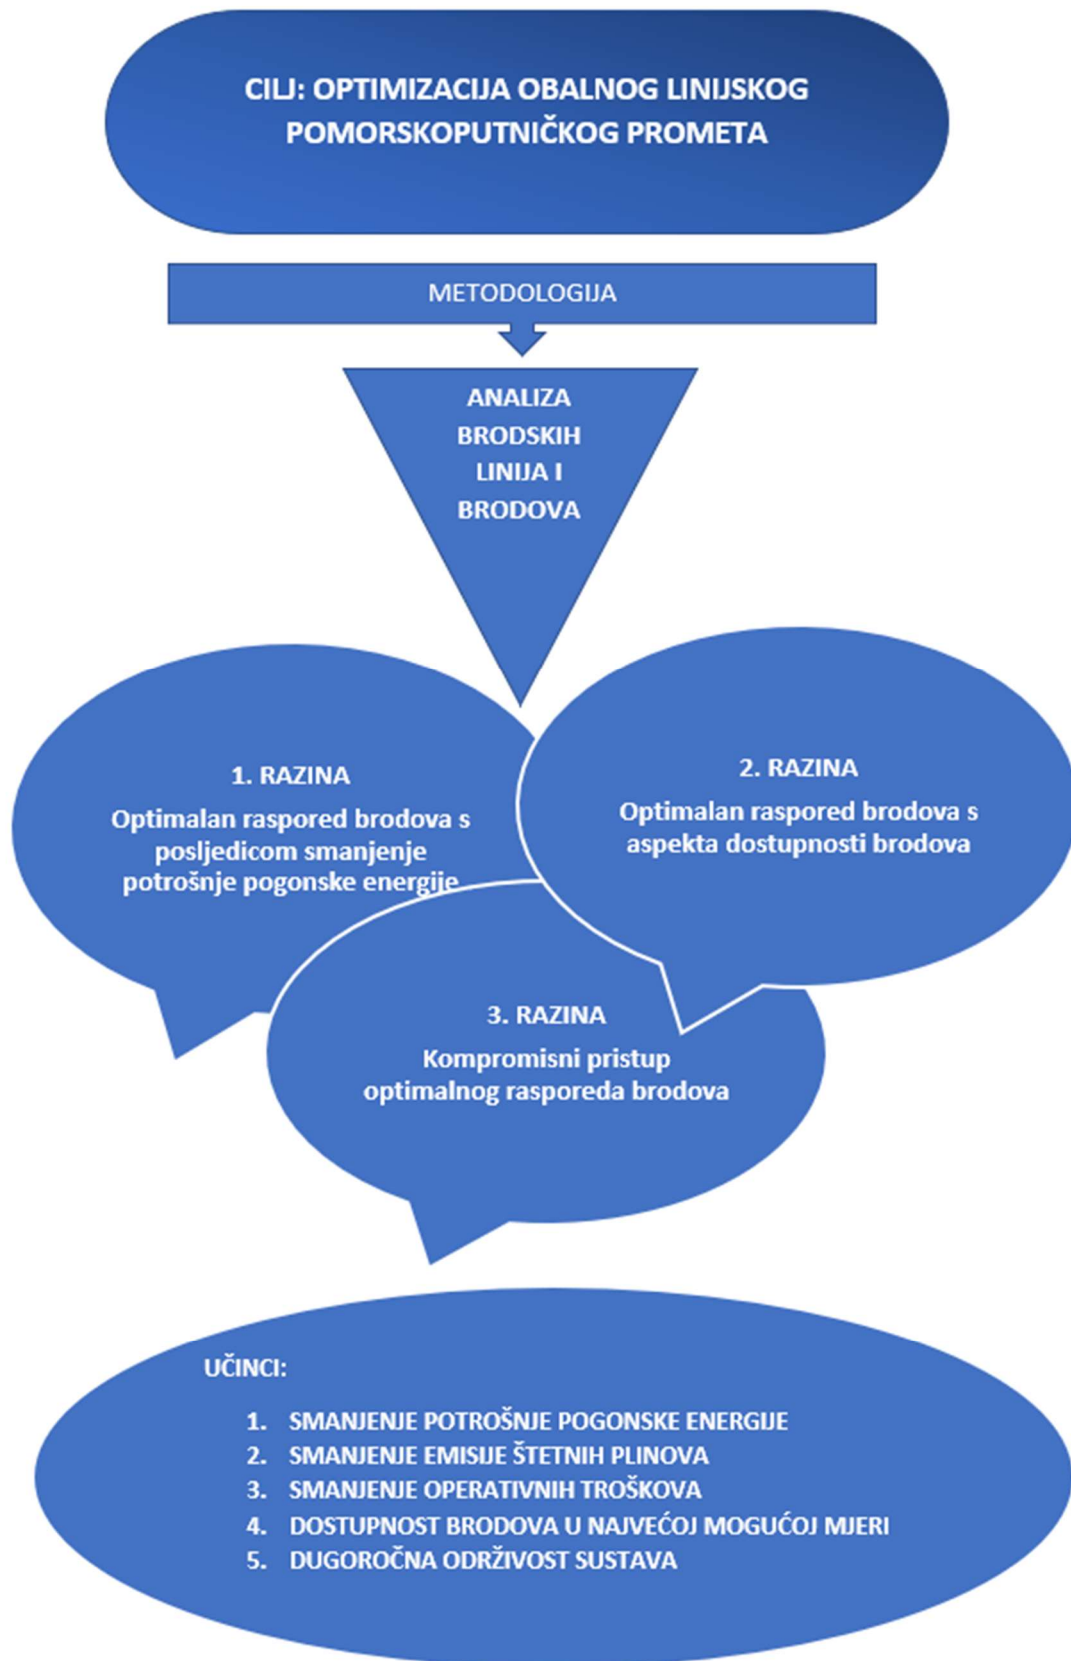 CILJ: OPTIMIZACIJA OBALNOG LINIJSKOG
POMORSKOPUTNIČKOG PROMETA
METODOLOGIJA
ANALIZA
BRODSKIH
LINIJA I
BRODOVA
1. RAZINA
Optimalan raspored brodova s
posljedicom smanjenje
potrošnje pogonske energije
2. RAZINA
Optimalan raspored brodova s
aspekta dostupnosti brodova
3. RAZINA
Kompromisni pristup
optimalnog rasporeda brodova
UČINCI:
1. SMANJENJE POTROŠNJE POGONSKE ENERGIJE
2. SMANJENJE EMISIJE ŠTETNIH PLINOVA
3. SMANJENJE OPERATIVNIH TROŠKOVA
4. DOSTUPNOST BRODOVA U NAJVEĆOJ MOGUĆOJ MJERI
5. DUGOROČNA ODRŽIVOST SUSTAVA